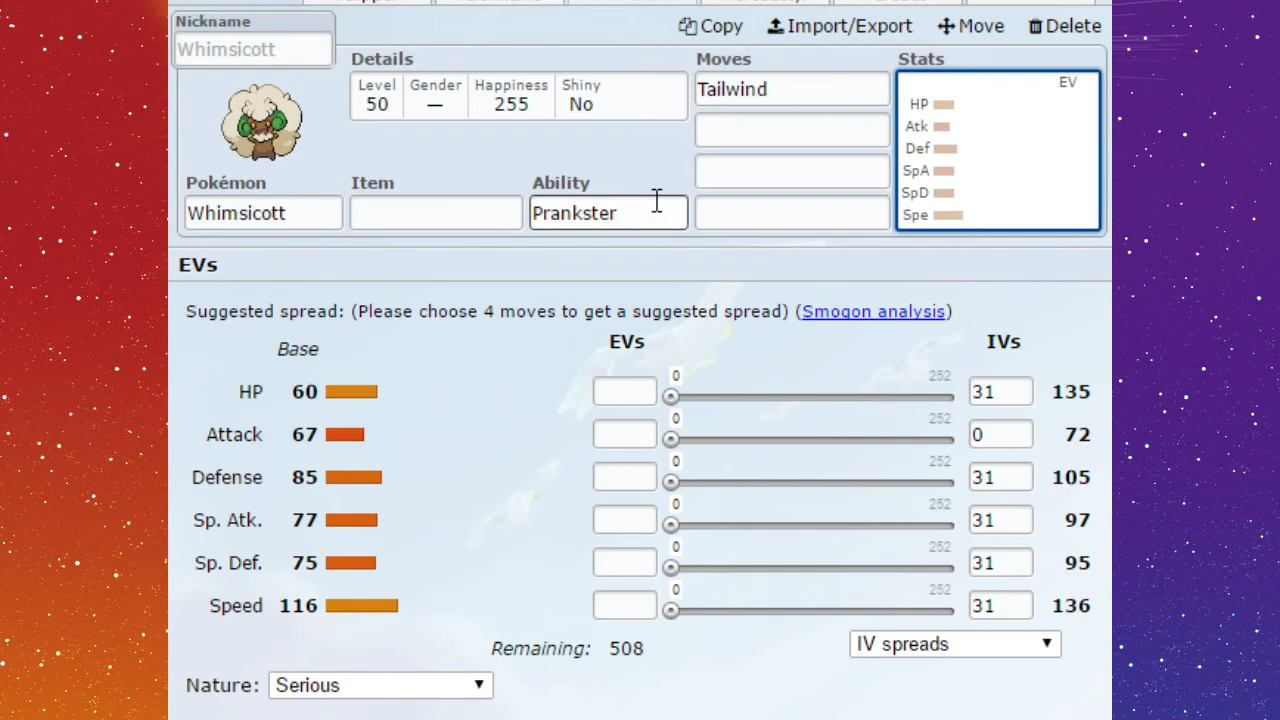 Nickname
Whimsicott
Copy Import/Export Move Delete
Details Moves Stats
Level Gender Happiness Shiny
50 — 255 No
Tailwind
EV
HP
Atk
Def
SpA
SpD
Spe
Pokémon Item Ability
Whimsicott Prankster
EVs
Suggested spread: (Please choose 4 moves to get a suggested spread) (Smogon analysis)
Base EVs IVs
HP 60 0 252 31 135
Attack 67 0 252 0 72
Defense 85 0 252 31 105
Sp. Atk. 77 0 252 31 97
Sp. Def. 75 0 252 31 95
Speed 116 0 252 31 136
Remaining: 508 IV spreads
Nature: Serious